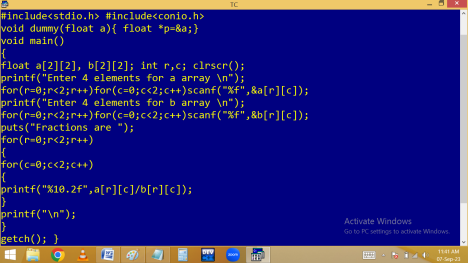 TC
#include<stdio.h> #include<conio.h>
void dummy(float a){ float *p=&a;}
void main()
{
float a[2][2], b[2][2]; int r,c; clrscr();
printf("Enter 4 elements for a array \n");
for(r=0;r<2;r++)for(c=0;c<2;c++)scanf("%f",&a[r][c]);
printf("Enter 4 elements for b array \n");
for(r=0;r<2;r++)for(c=0;c<2;c++)scanf("%f",&b[r][c]);
puts("Fractions are ");
for(r=0;r<2;r++)
{
for(c=0;c<2;c++)
{
printf("%10.2f",a[r][c]/b[r][c]);
}
printf("\n");
}
getch(); }
Activate Windows
Go to PC settings to activate Windows.
11:41 AM
07-Sep-23